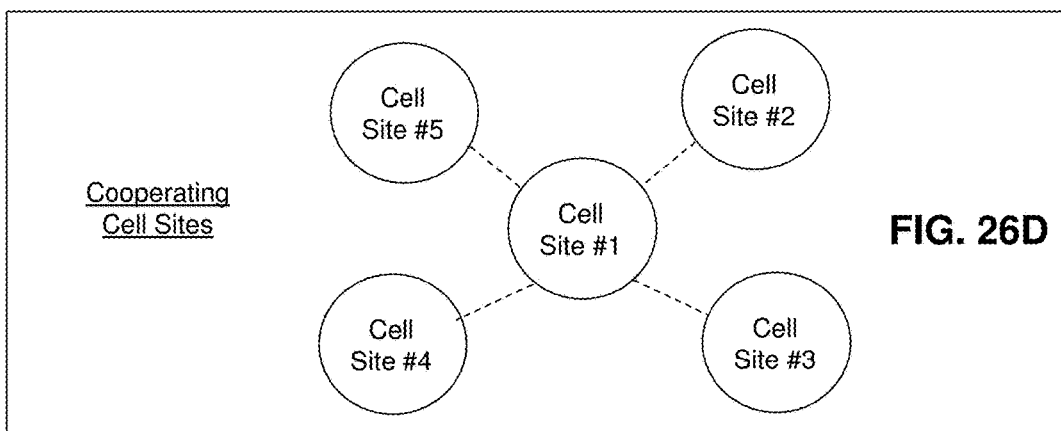 Cell
Site #5
Cell
Site #2
Cooperating
Cell Sites
Cell
Site #1
FIG. 26D
Cell
Site #4
Cell
Site #3